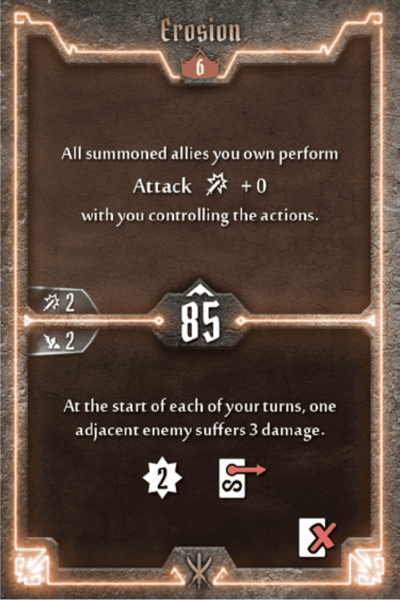 Erosion
6
All summoned allies you own perform
Attack +0
with you controlling the actions.
2
85
2
At the start of each of your turns, one
adjacent enemy suffers 3 damage.
2